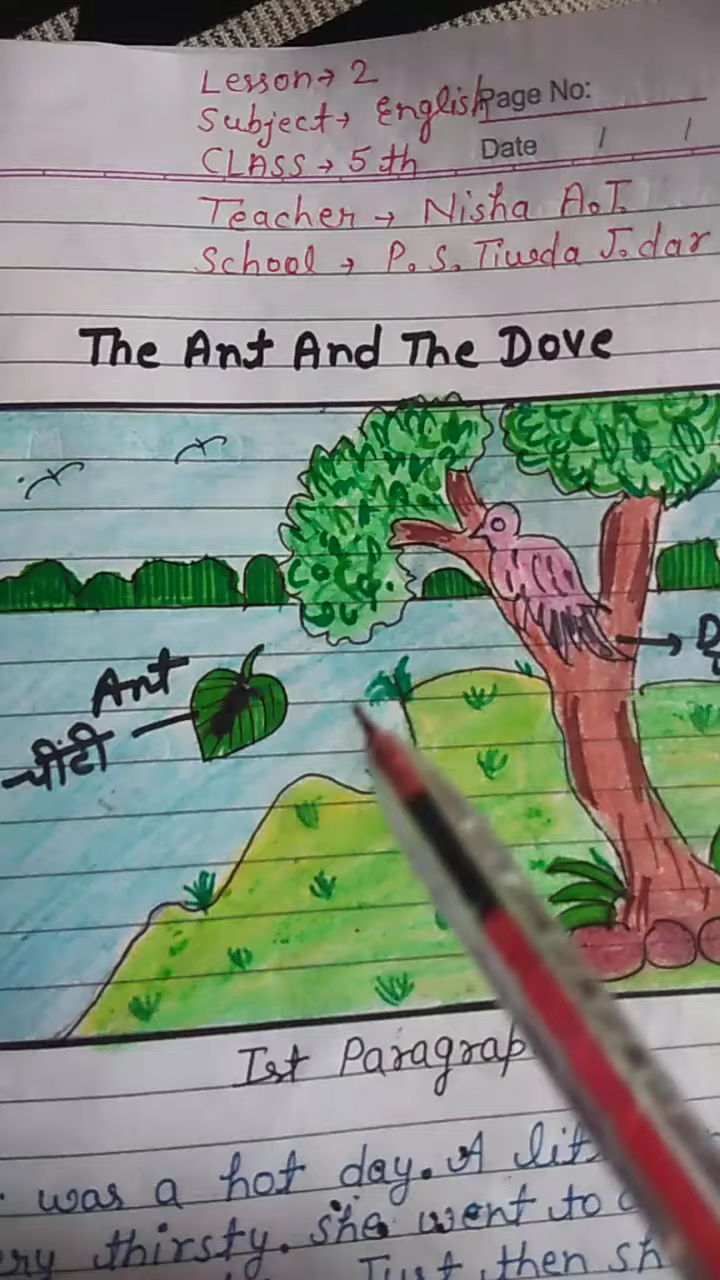 Lesson → 2
Subject → English Page No:
CLASS → 5th Date / /
Teacher → Nisha A.T.
School → P. S. Tiwda J.dar
The Ant And The Dove
Ant
चींटी
Ist Paragrap
was a hot day. A lit
ry thirsty. she went to
Just then sh